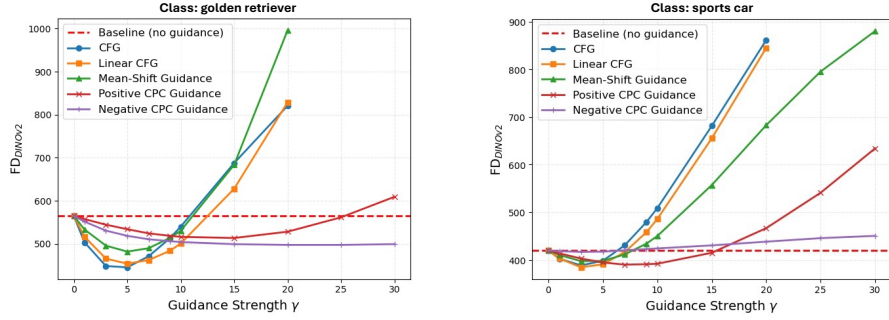 Class: golden retriever
Baseline (no guidance)
CFG
Linear CFG
Mean-Shift Guidance
Positive CPC Guidance
Negative CPC Guidance
1000
900
800
700
600
500
FD_DINOv2
0 5 10 15 20 25 30
Guidance Strength γ
Class: sports car
Baseline (no guidance)
CFG
Linear CFG
Mean-Shift Guidance
Positive CPC Guidance
Negative CPC Guidance
900
800
700
600
500
400
FD_DINOv2
0 5 10 15 20 25 30
Guidance Strength γ